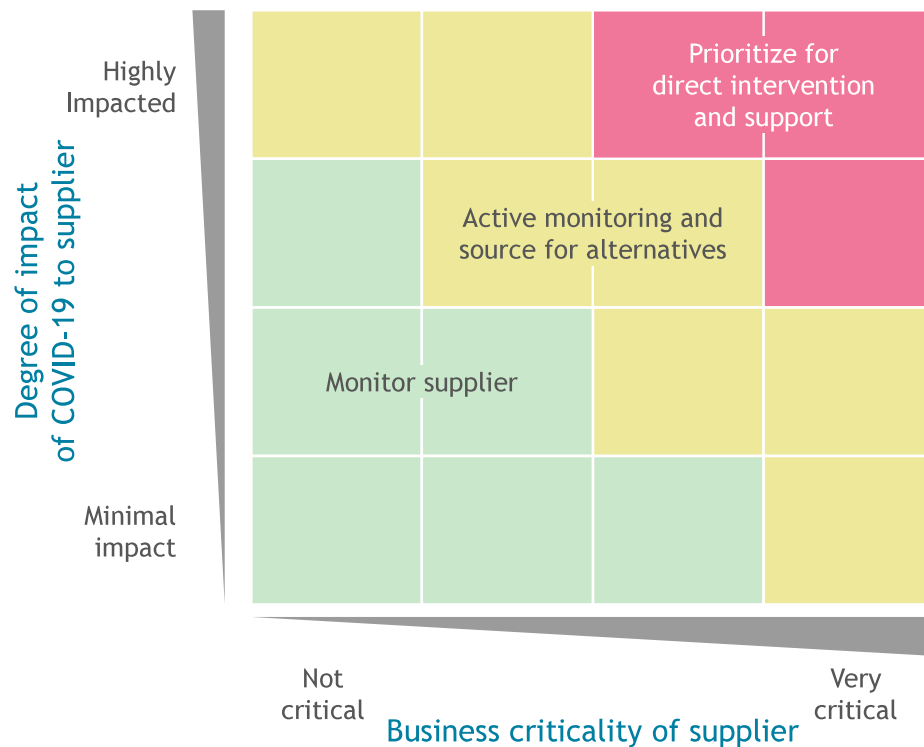 Highly
Impacted
Prioritize for
direct intervention
and support
Degree of impact
of COVID-19 to supplier
Active monitoring and
source for alternatives
Monitor supplier
Minimal
impact
Not
critical
Very
critical
Business criticality of supplier